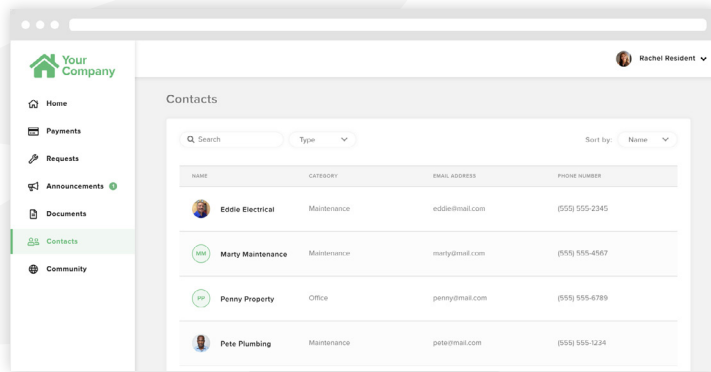 Your
Company
Rachel Resident
Home
Payments
Requests
Announcements 1
Documents
Contacts
Community
Contacts
Search Type Sort by: Name
NAME CATEGORY EMAIL ADDRESS PHONE NUMBER
Eddie Electrical Maintenance eddie@mail.com (555) 555-2345
MM Marty Maintenance Maintenance marty@mail.com (555) 555-4567
PP Penny Property Office penny@mail.com (555) 555-6789
Pete Plumbing Maintenance pete@mail.com (555) 555-1234